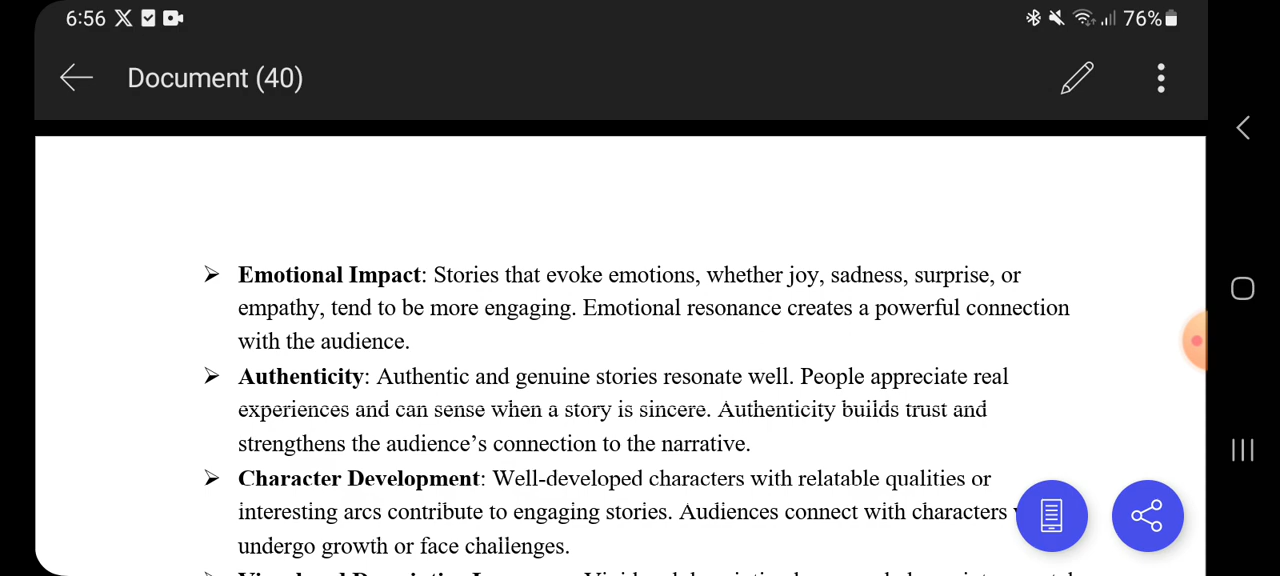 6:56 76%
Document (40)
➢ Emotional Impact: Stories that evoke emotions, whether joy, sadness, surprise, or
empathy, tend to be more engaging. Emotional resonance creates a powerful connection
with the audience.
➢ Authenticity: Authentic and genuine stories resonate well. People appreciate real
experiences and can sense when a story is sincere. Authenticity builds trust and
strengthens the audience’s connection to the narrative.
➢ Character Development: Well-developed characters with relatable qualities or
interesting arcs contribute to engaging stories. Audiences connect with characters
undergo growth or face challenges.